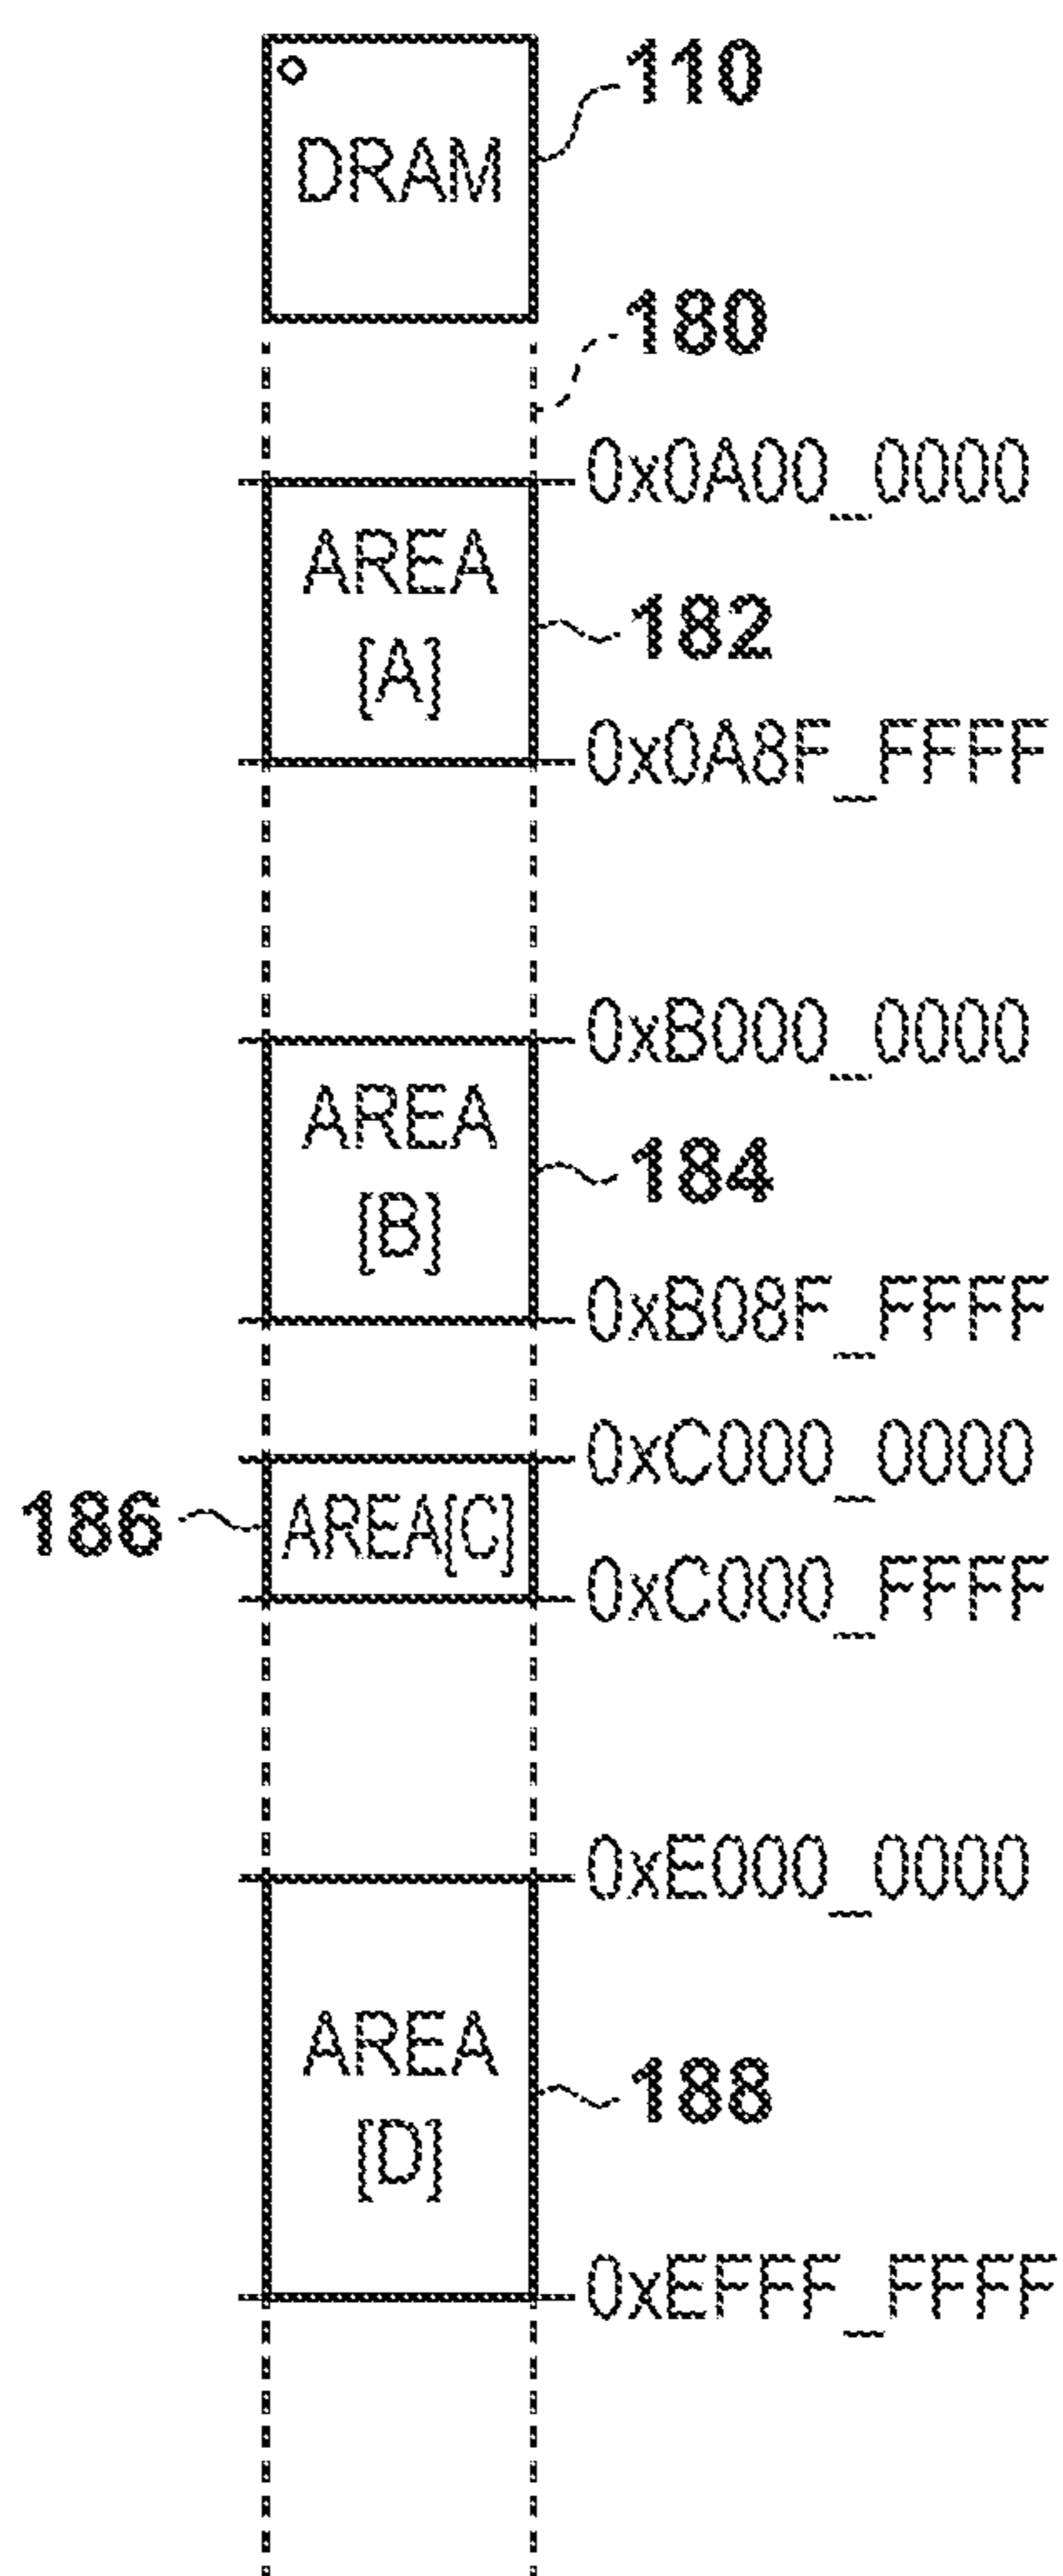 110
DRAM
180
0x0A00_0000
AREA
[A]
182
0x0A8F_FFFF
0xB000_0000
AREA
[B]
184
0xB08F_FFFF
0xC000_0000
186
AREA[C]
0xC000_FFFF
0xE000_0000
AREA
[D]
188
0xEFFF_FFFF